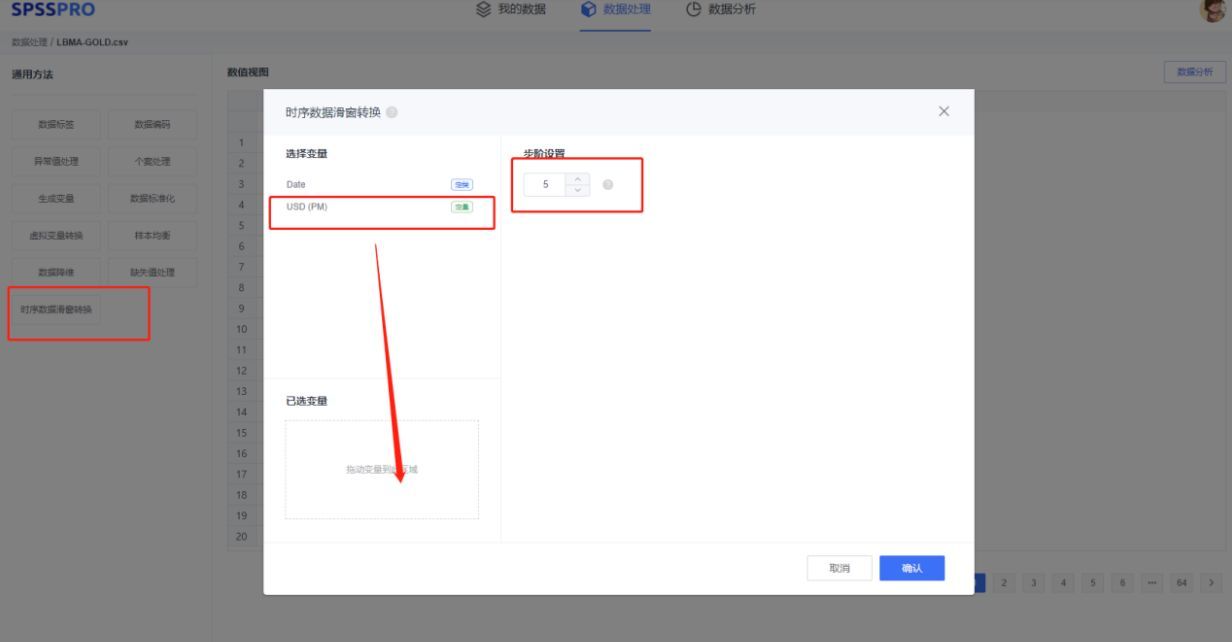 SPSSPRO
我的数据
数据处理
数据分析
数据处理 / LBMA-GOLD.csv
通用方法
数值视图
数据分析
数据标签
数据编码
异常值处理
个案处理
生成变量
数据标准化
虚拟变量转换
样本均衡
数据降维
缺失值处理
时序数据滑窗转换
1
2
3
4
5
6
7
8
9
10
11
12
13
14
15
16
17
18
19
20
时序数据滑窗转换
选择变量
Date
定类
USD (PM)
定量
步阶设置
5
已选变量
拖动变量到此区域
取消
确认
2
3
4
5
6
···
64